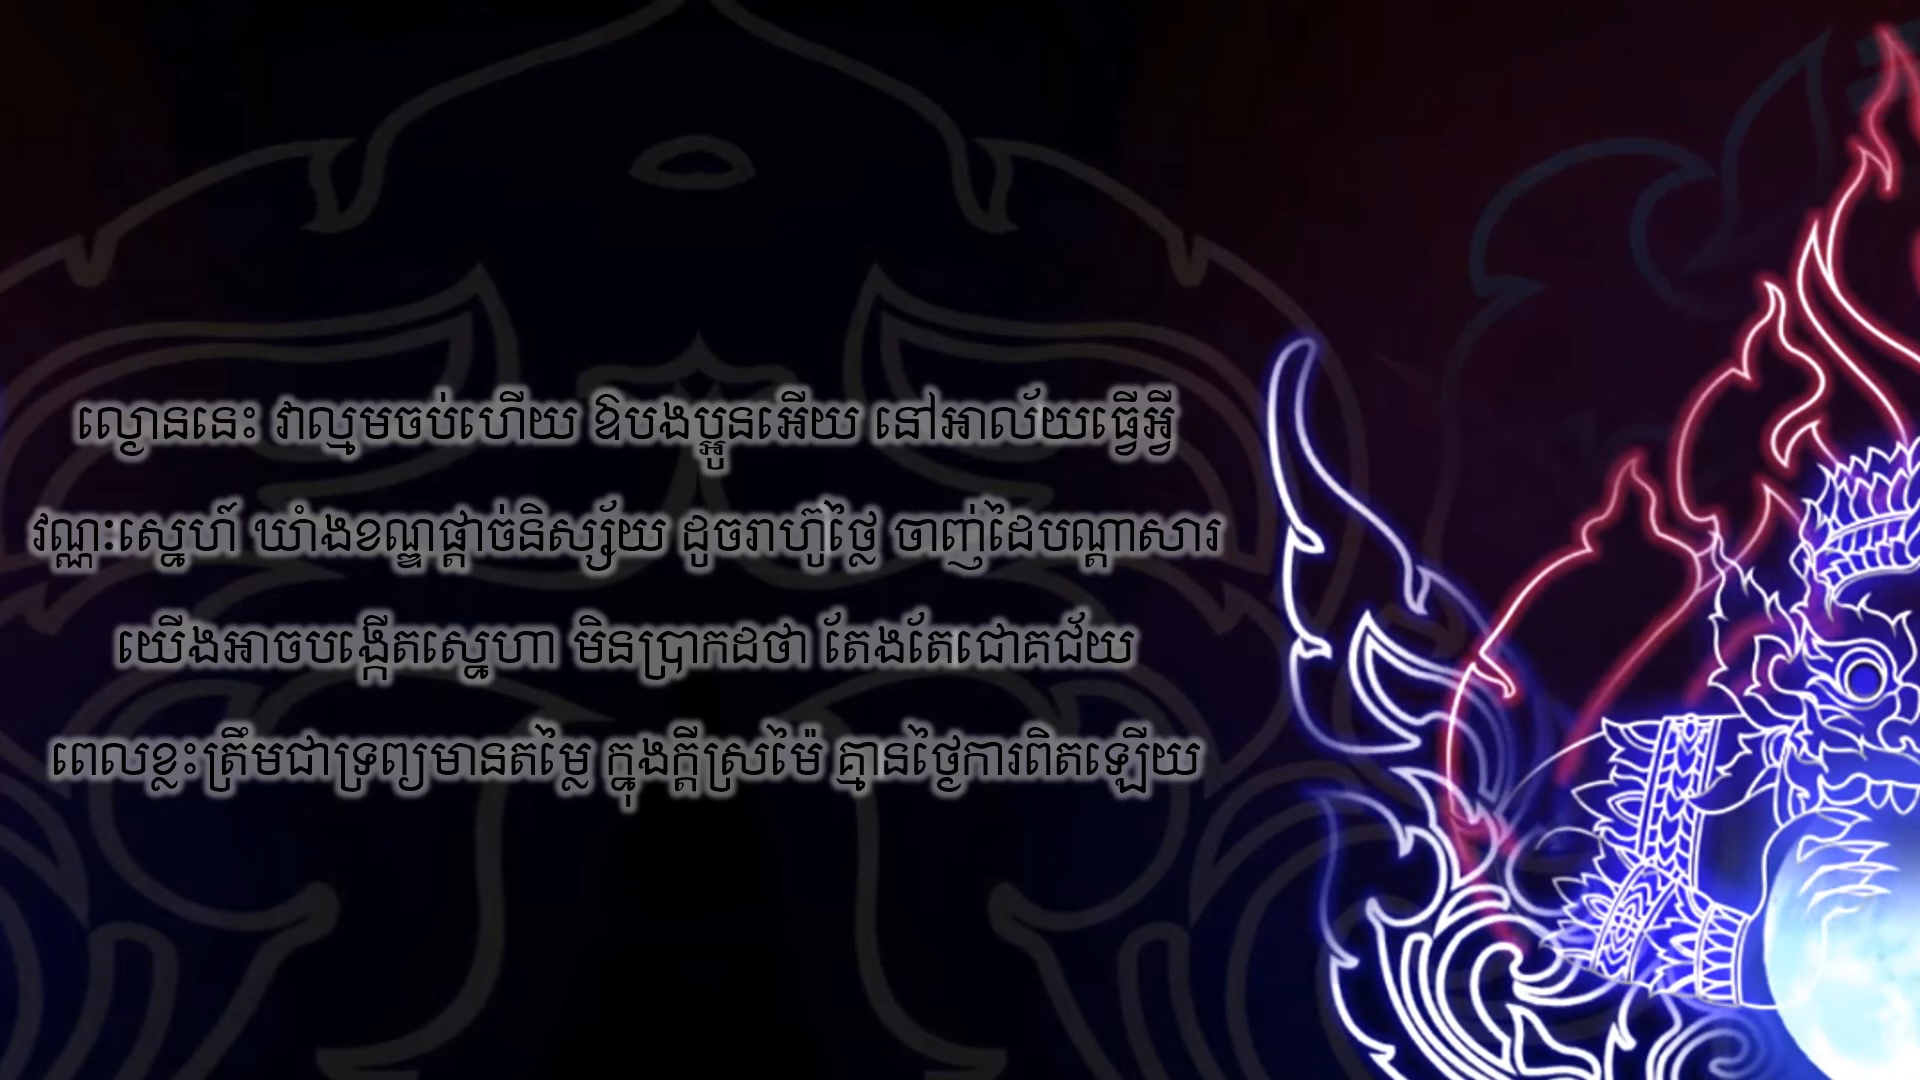 ល្ខោននេះ វាល្មមចប់ហើយ ឱបងប្អូនអើយ នៅអាល័យធ្វើអ្វី
វណ្ណៈស្នេហ៍ ឃាំងខណ្ឌផ្ដាច់និស្ស័យ ដូចរាហ៊ូថ្លៃ ចាញ់ដៃបណ្ដាសារ
យើងអាចបង្កើតស្នេហា មិនប្រាកដថា តែងតែជោគជ័យ
ពេលខ្លះត្រឹមជាទ្រព្យមានតម្លៃ ក្នុងក្ដីស្រម៉ៃ គ្មានថ្ងៃការពិតឡើយ